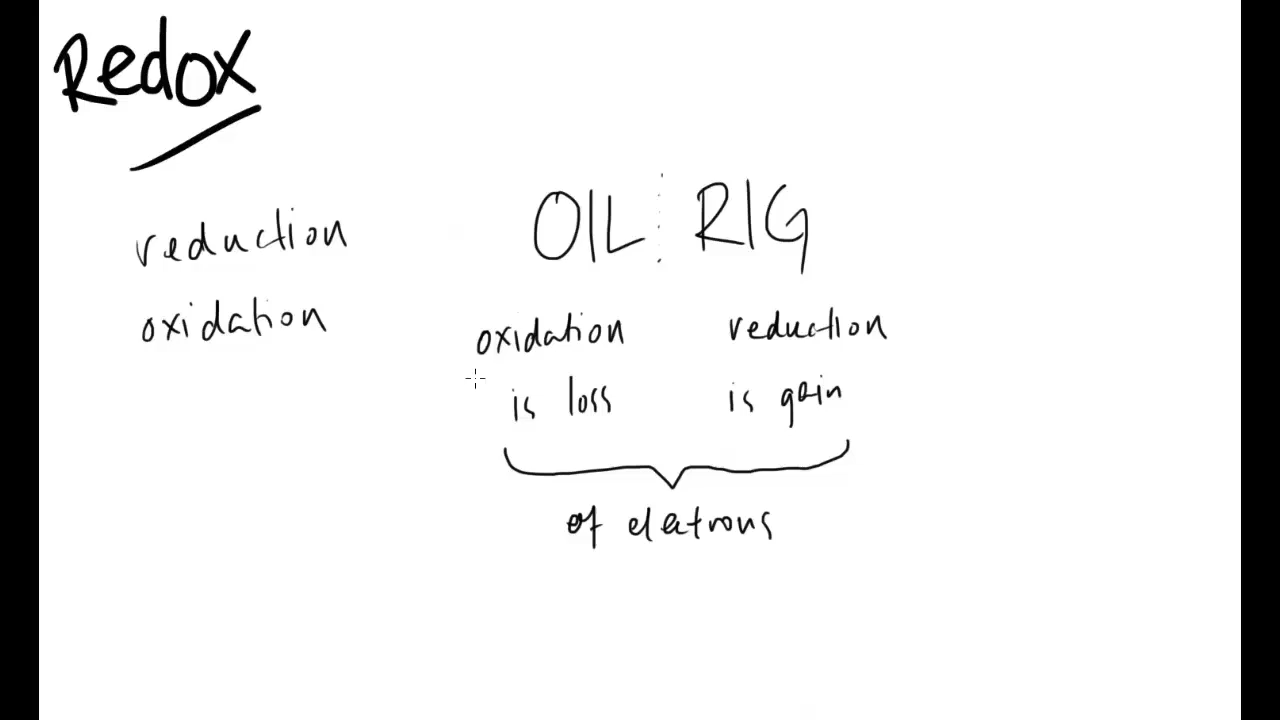 Redox
reduction
oxidation
OIL RIG
oxidation reduction
is loss is gain
of electrons